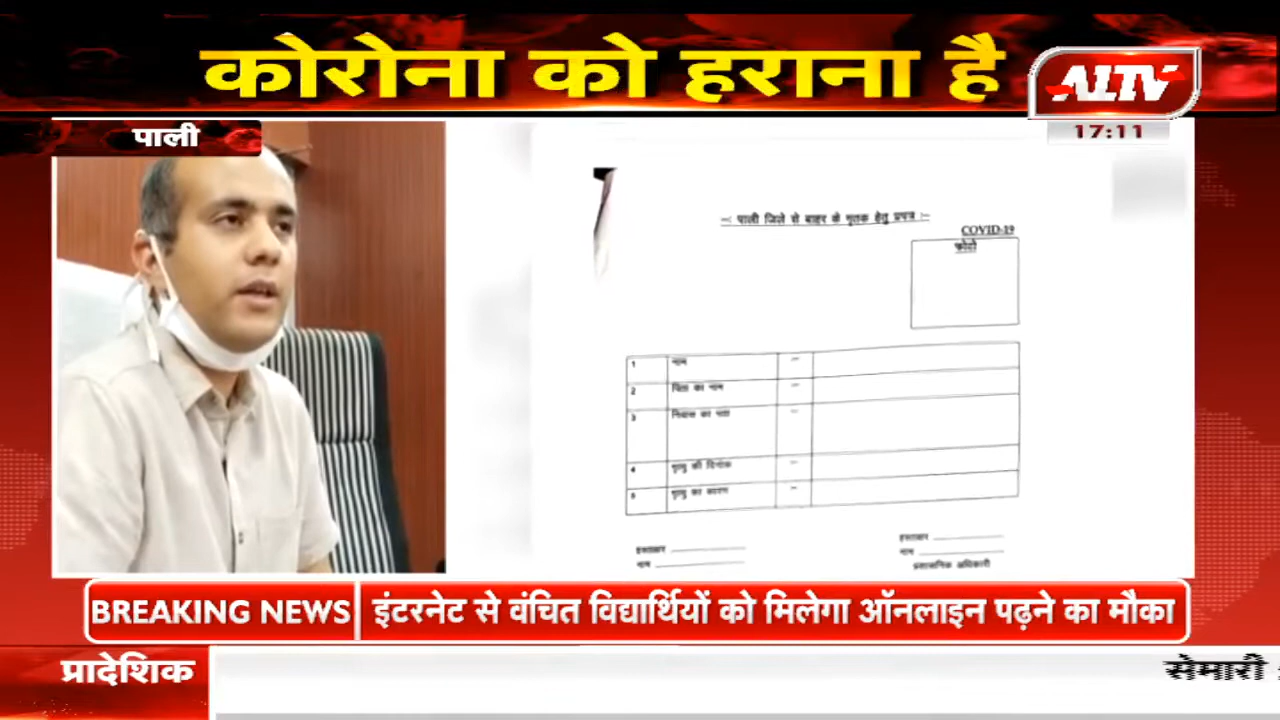 कोरोना को हराना है
ALTV
17:11
पाली
-: पाली जिले से बाहर के मृतक हेतु प्रपत्र :-
COVID-19
फोटो
1 नाम –
2 पिता का नाम –
3 निवास का पता –
4 मृत्यु की दिनांक –
5 मृत्यु का कारण –
हस्ताक्षर
नाम
हस्ताक्षर
नाम
प्रशासनिक अधिकारी
BREAKING NEWS
इंटरनेट से वंचित विद्यार्थियों को मिलेगा ऑनलाइन पढ़ने का मौका
प्रादेशिक
सेमारी